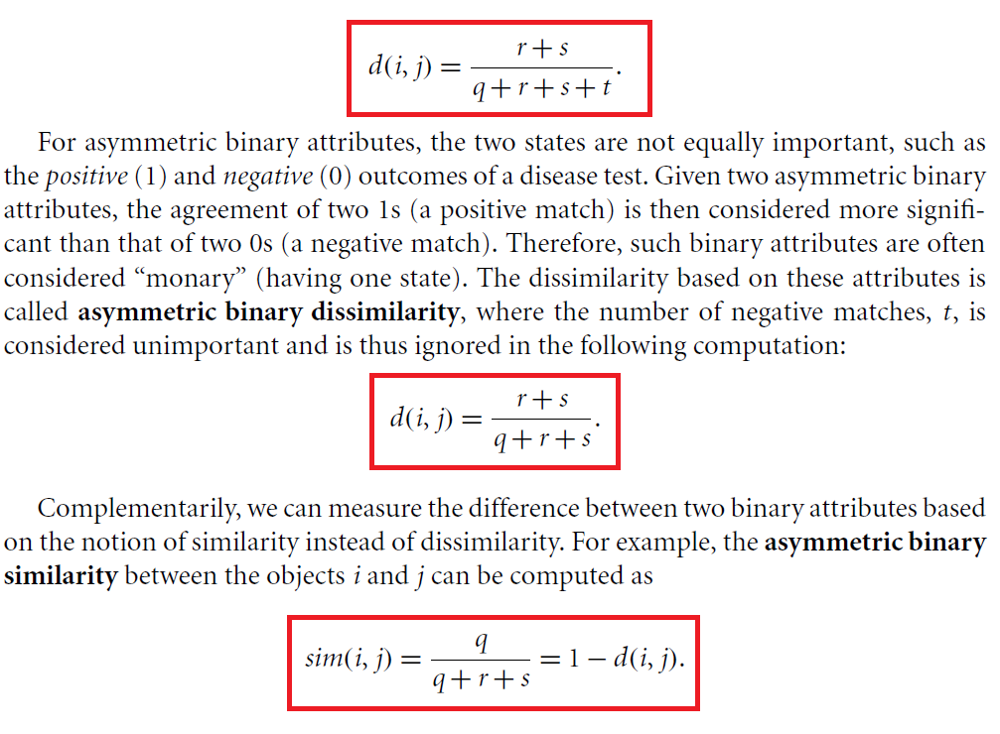 d(i, j) = \frac{r + s}{q + r + s + t}.
For asymmetric binary attributes, the two states are not equally important, such as
the positive (1) and negative (0) outcomes of a disease test. Given two asymmetric binary
attributes, the agreement of two 1s (a positive match) is then considered more signifi-
cant than that of two 0s (a negative match). Therefore, such binary attributes are often
considered “monary” (having one state). The dissimilarity based on these attributes is
called asymmetric binary dissimilarity, where the number of negative matches, t, is
considered unimportant and is thus ignored in the following computation:
d(i, j) = \frac{r + s}{q + r + s}.
Complementarily, we can measure the difference between two binary attributes based
on the notion of similarity instead of dissimilarity. For example, the asymmetric binary
similarity between the objects i and j can be computed as
sim(i, j) = \frac{q}{q + r + s} = 1 − d(i, j).